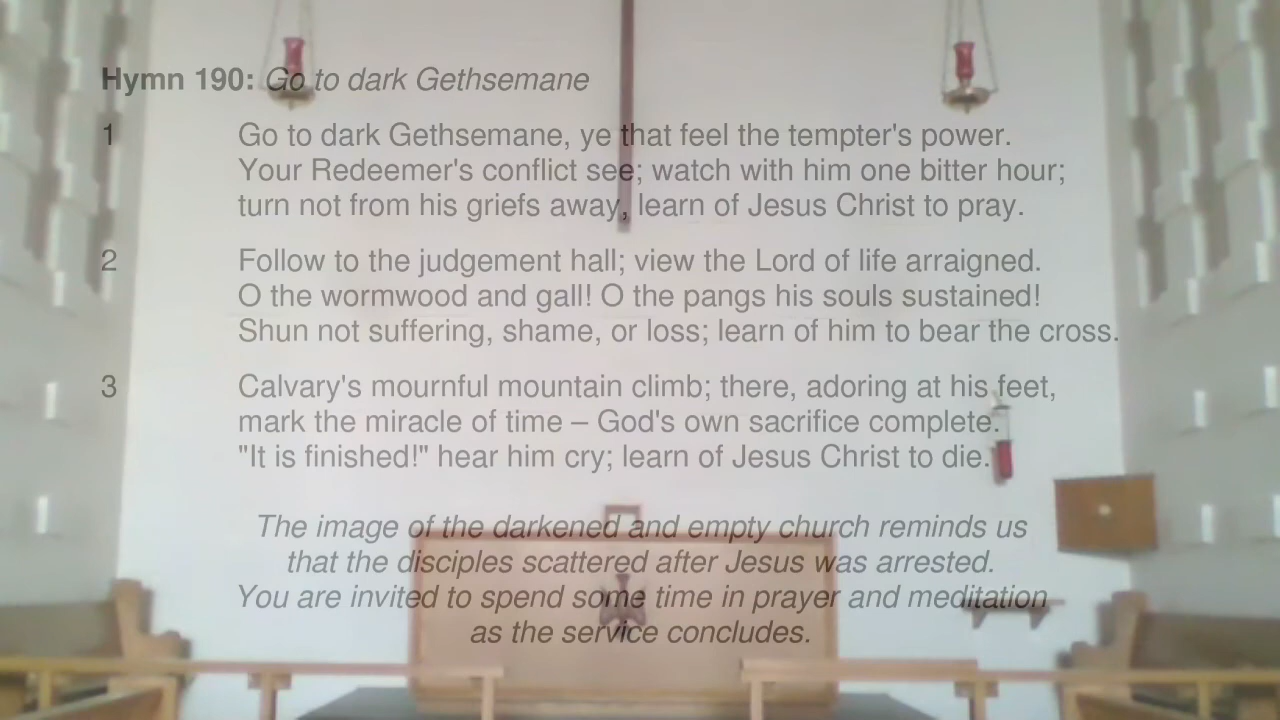 Hymn 190: Go to dark Gethsemane
1 Go to dark Gethsemane, ye that feel the tempter's power.
Your Redeemer's conflict see; watch with him one bitter hour;
turn not from his griefs away, learn of Jesus Christ to pray.
2 Follow to the judgement hall; view the Lord of life arraigned.
O the wormwood and gall! O the pangs his souls sustained!
Shun not suffering, shame, or loss; learn of him to bear the cross.
3 Calvary's mournful mountain climb; there, adoring at his feet,
mark the miracle of time – God's own sacrifice complete.
"It is finished!" hear him cry; learn of Jesus Christ to die.
The image of the darkened and empty church reminds us
that the disciples scattered after Jesus was arrested.
You are invited to spend some time in prayer and meditation
as the service concludes.